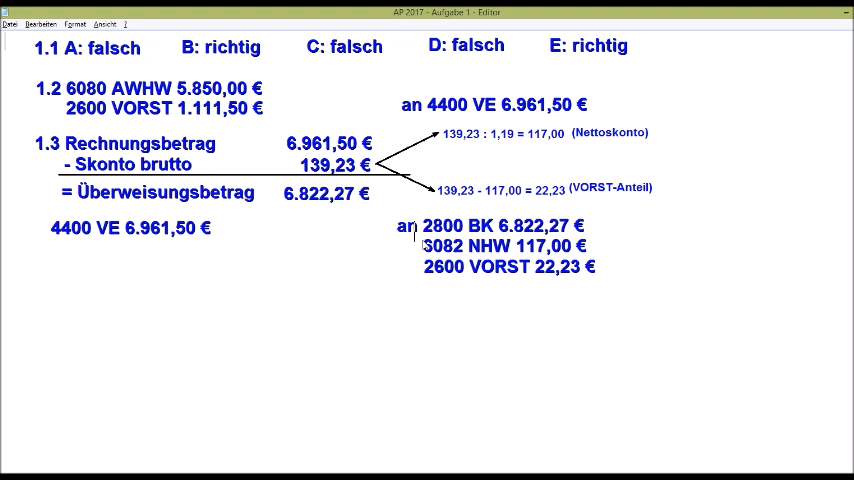 AP 2017 - Aufgabe 1 - Editor
Datei Bearbeiten Format Ansicht ?
1.1 A: falsch B: richtig C: falsch D: falsch E: richtig
1.2 6080 AWHW 5.850,00 €
2600 VORST 1.111,50 €
an 4400 VE 6.961,50 €
1.3 Rechnungsbetrag 6.961,50 €
- Skonto brutto 139,23 €
= Überweisungsbetrag 6.822,27 €
139,23 : 1,19 = 117,00 (Nettoskonto)
139,23 - 117,00 = 22,23 (VORST-Anteil)
4400 VE 6.961,50 € an 2800 BK 6.822,27 €
6082 NHW 117,00 €
2600 VORST 22,23 €